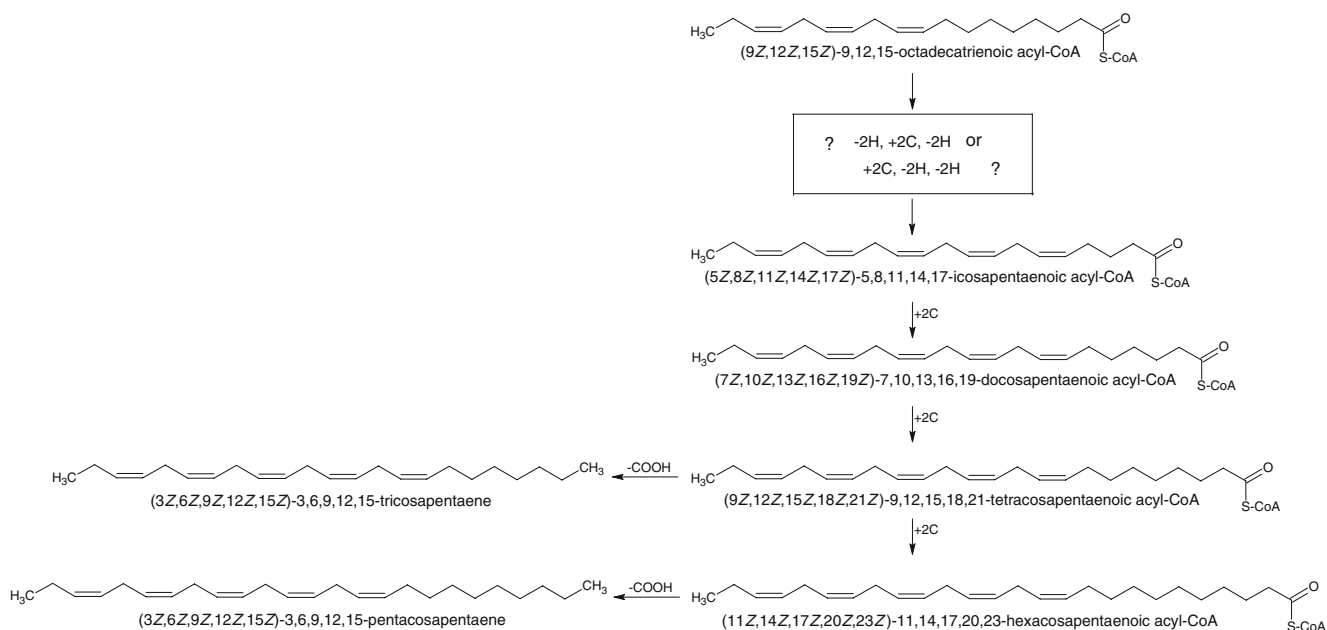 H₃C O S-CoA
(9Z,12Z,15Z)-9,12,15-octadecatrienoic acyl-CoA
? -2H, +2C, -2H or
+2C, -2H, -2H ?
H₃C O S-CoA
(5Z,8Z,11Z,14Z,17Z)-5,8,11,14,17-icosapentaenoic acyl-CoA
+2C
H₃C O S-CoA
(7Z,10Z,13Z,16Z,19Z)-7,10,13,16,19-docosapentaenoic acyl-CoA
+2C
H₃C CH₃ -COOH H₃C O S-CoA
(3Z,6Z,9Z,12Z,15Z)-3,6,9,12,15-tricosapentaene (9Z,12Z,15Z,18Z,21Z)-9,12,15,18,21-tetracosapentaenoic acyl-CoA
+2C
H₃C CH₃ -COOH H₃C O S-CoA
(3Z,6Z,9Z,12Z,15Z)-3,6,9,12,15-pentacosapentaene (11Z,14Z,17Z,20Z,23Z)-11,14,17,20,23-hexacosapentaenoic acyl-CoA